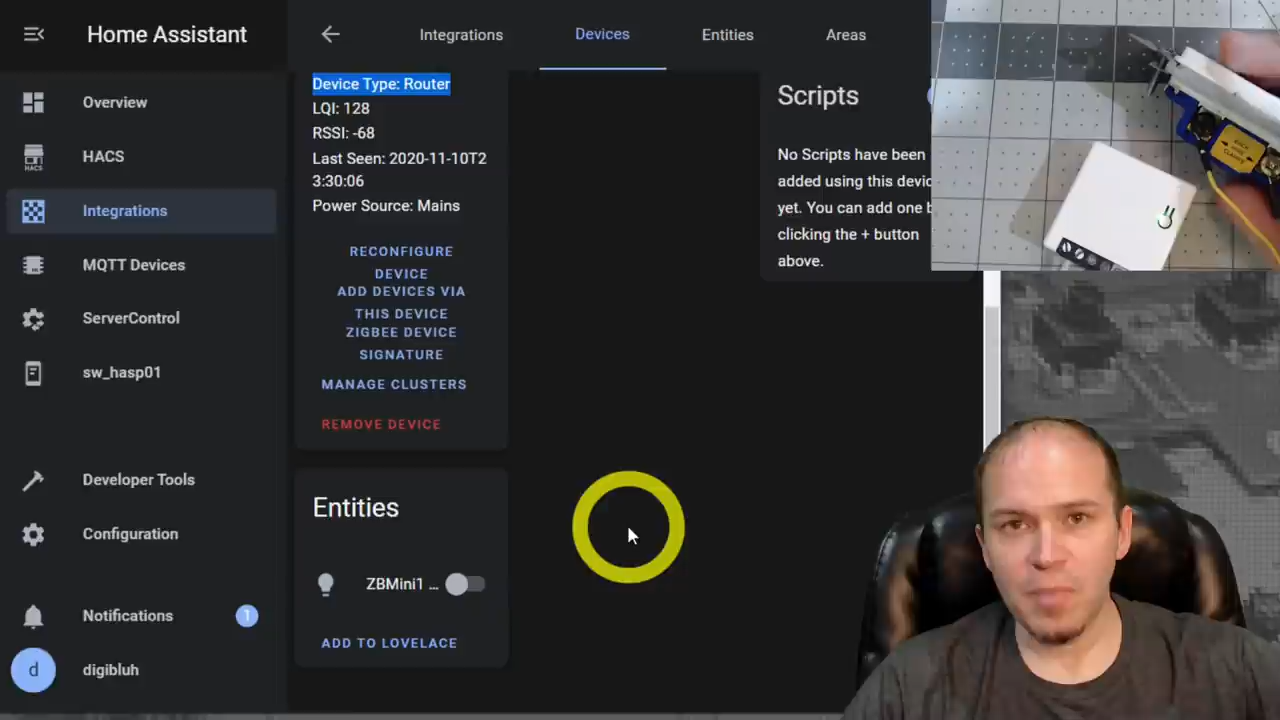 Home Assistant
Integrations
Devices
Entities
Areas
Overview
HACS
HACS
Integrations
MQTT Devices
ServerControl
sw_hasp01
Developer Tools
Configuration
Notifications
1
d
digibluh
Device Type: Router
LQI: 128
RSSI: -68
Last Seen: 2020-11-10T2
3:30:06
Power Source: Mains
RECONFIGURE
DEVICE
ADD DEVICES VIA
THIS DEVICE
ZIGBEE DEVICE
SIGNATURE
MANAGE CLUSTERS
REMOVE DEVICE
Entities
ZBMini1 ...
ADD TO LOVELACE
Scripts
No Scripts have been
added using this devic
yet. You can add one b
clicking the + button
above.